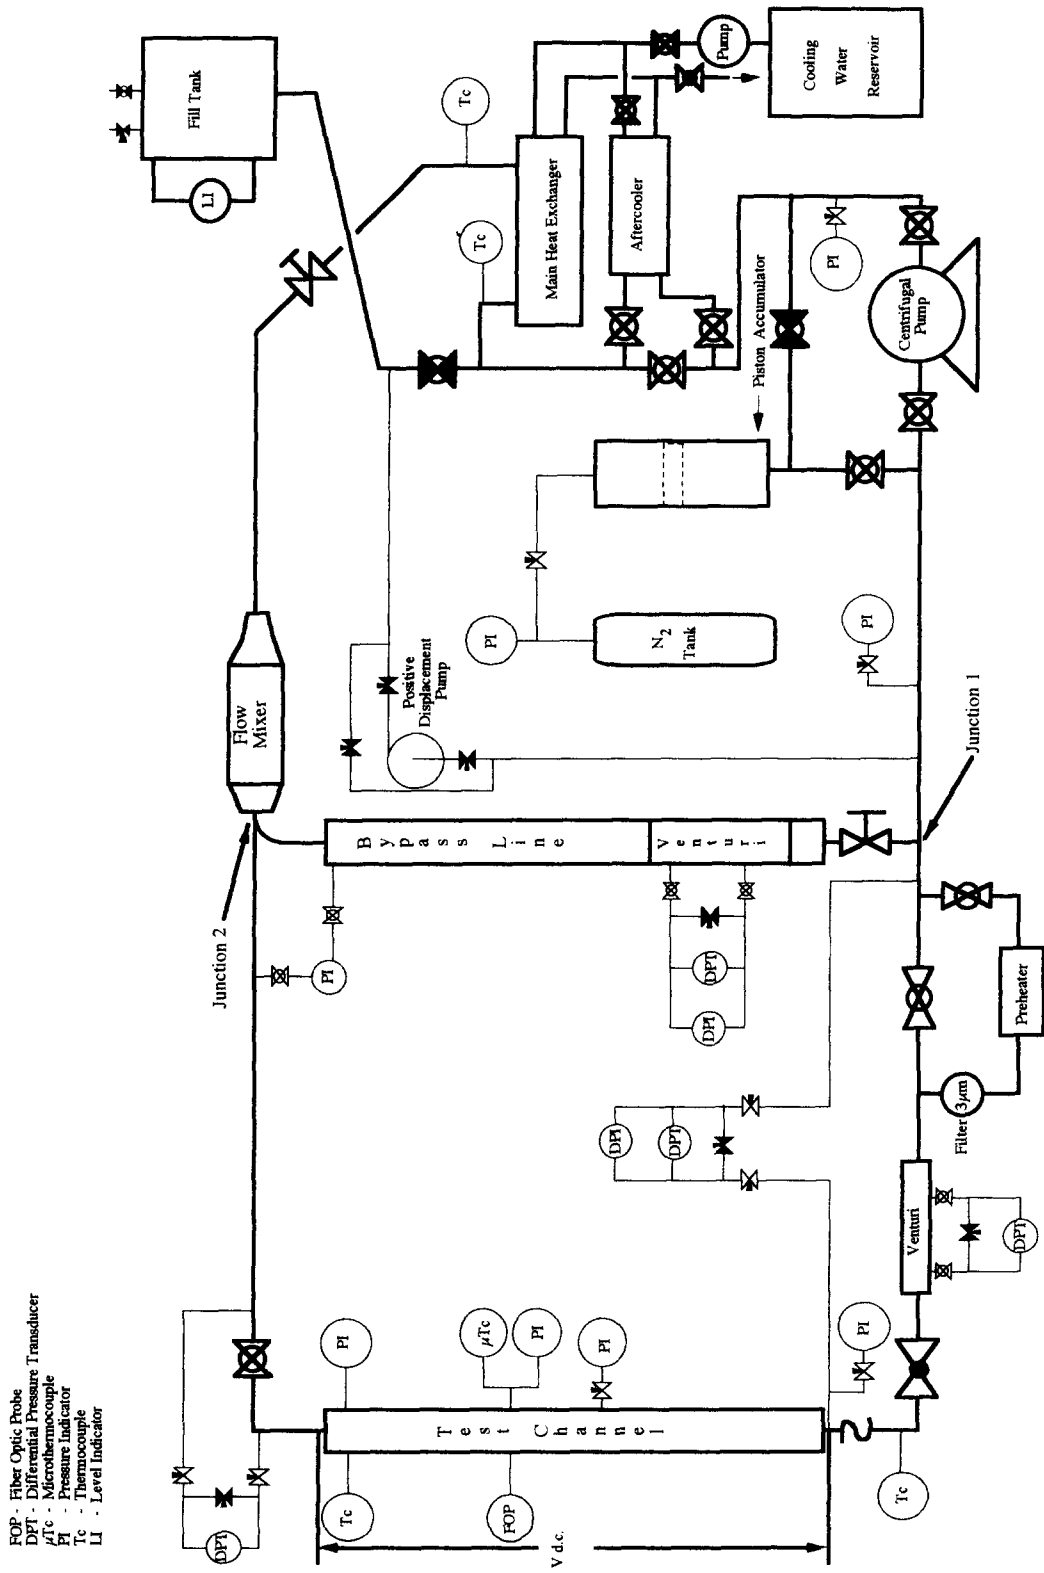 FOP - Fiber Optic Probe
DPT - Differential Pressure Transducer
μTc - Microthermocouple
PI - Pressure Indicator
Tc - Thermocouple
LI - Level Indicator
Fill Tank
LI
Tc
Tc
Main Heat Exchanger
Aftercooler
Pump
Cooling
Water
Reservoir
Piston Accumulator
PI
Centrifugal
Pump
Flow
Mixer
Positive
Displacement
Pump
PI
N2
Tank
PI
Junction 1
Junction 2
Bypass Line
Venturi
PI
DPT
DPI
DPI
DPT
Preheater
Filter
3μm
Venturi
DPT
DPT
PI
μTc
PI
PI
PI
Test Channel
Tc
FOP
Tc
V d.c.